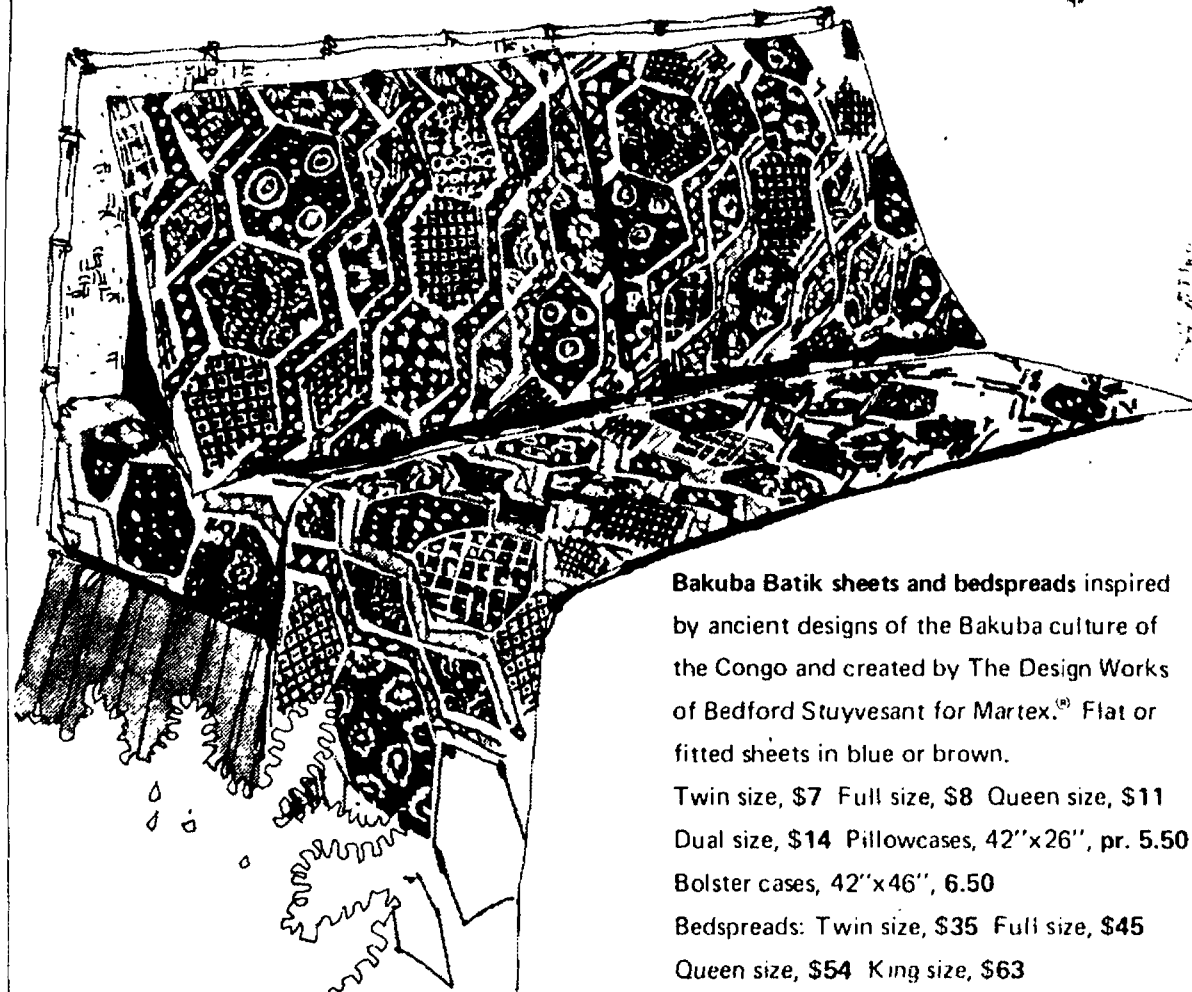 Bakuba Batik sheets and bedspreads inspired
by ancient designs of the Bakuba culture of
the Congo and created by The Design Works
of Bedford Stuyvesant for Martex.® Flat or
fitted sheets in blue or brown.
Twin size, $7 Full size, $8 Queen size, $11
Dual size, $14 Pillowcases, 42"x26", pr. 5.50
Bolster cases, 42"x46", 6.50
Bedspreads: Twin size, $35 Full size, $45
Queen size, $54 King size, $63